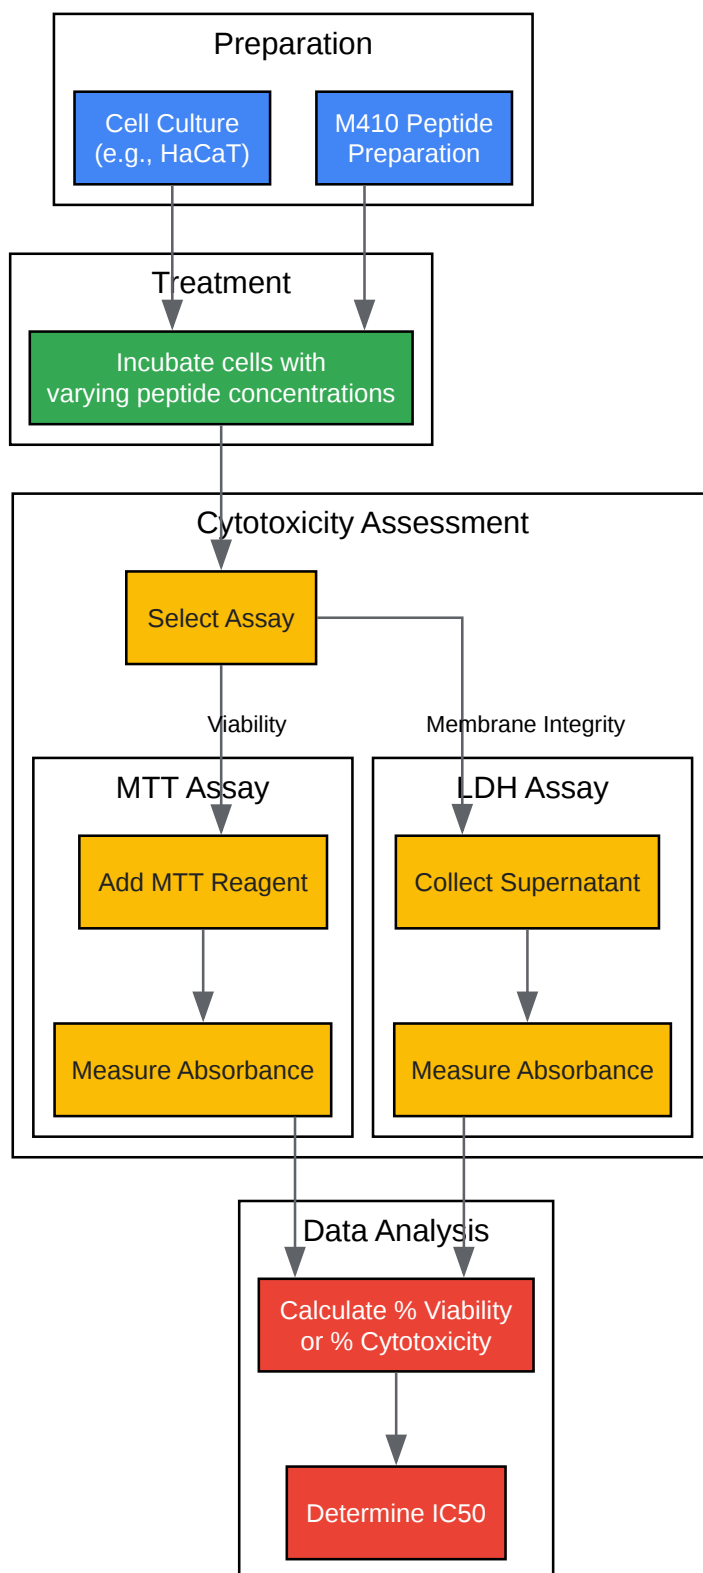 Preparation
Cell Culture
(e.g., HaCaT)
M410 Peptide
Preparation
Treatment
Incubate cells with
varying peptide concentrations
Cytotoxicity Assessment
Select Assay
Viability
Membrane Integrity
MTT Assay
LDH Assay
Add MTT Reagent
Collect Supernatant
Measure Absorbance
Measure Absorbance
Data Analysis
Calculate % Viability
or % Cytotoxicity
Determine IC50